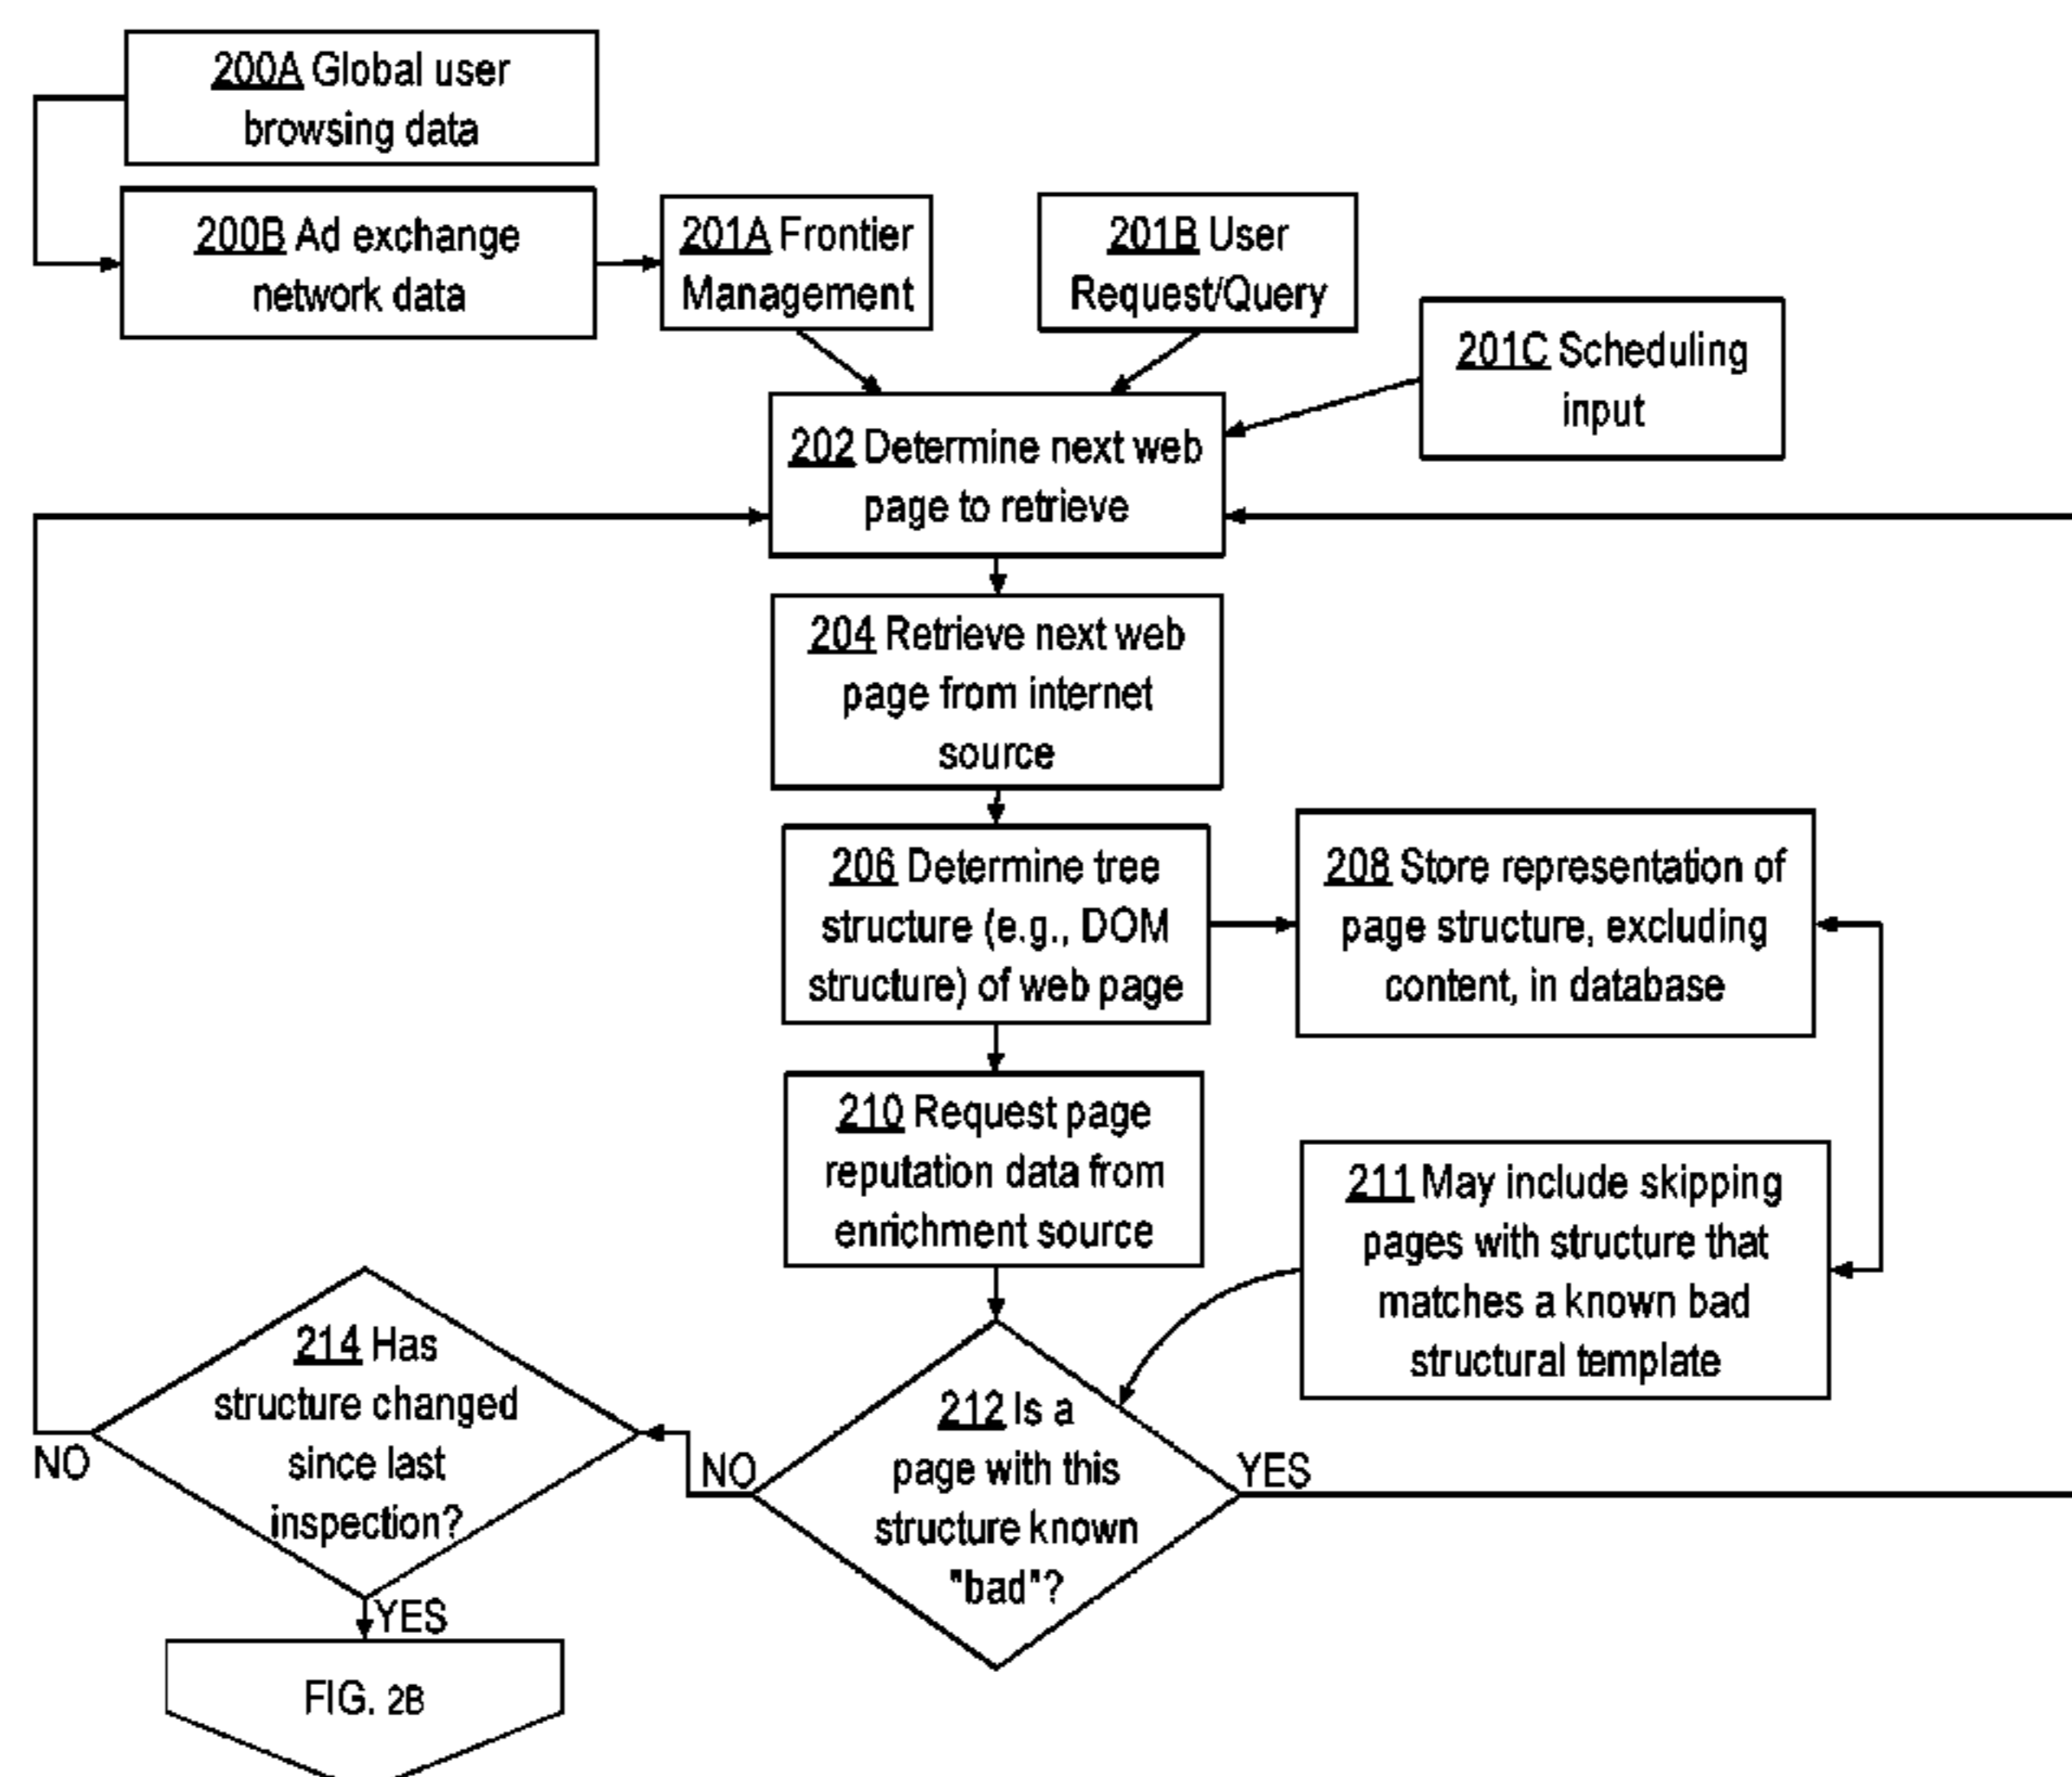 200A Global user
browsing data
200B Ad exchange
network data
201A Frontier
Management
201B User
Request/Query
201C Scheduling
input
202 Determine next web
page to retrieve
204 Retrieve next web
page from internet
source
206 Determine tree
structure (e.g., DOM
structure) of web page
208 Store representation of
page structure, excluding
content, in database
210 Request page
reputation data from
enrichment source
211 May include skipping
pages with structure that
matches a known bad
structural template
212 Is a
page with this
structure known
"bad"?
YES
NO
214 Has
structure changed
since last
inspection?
NO
YES
FIG. 2B